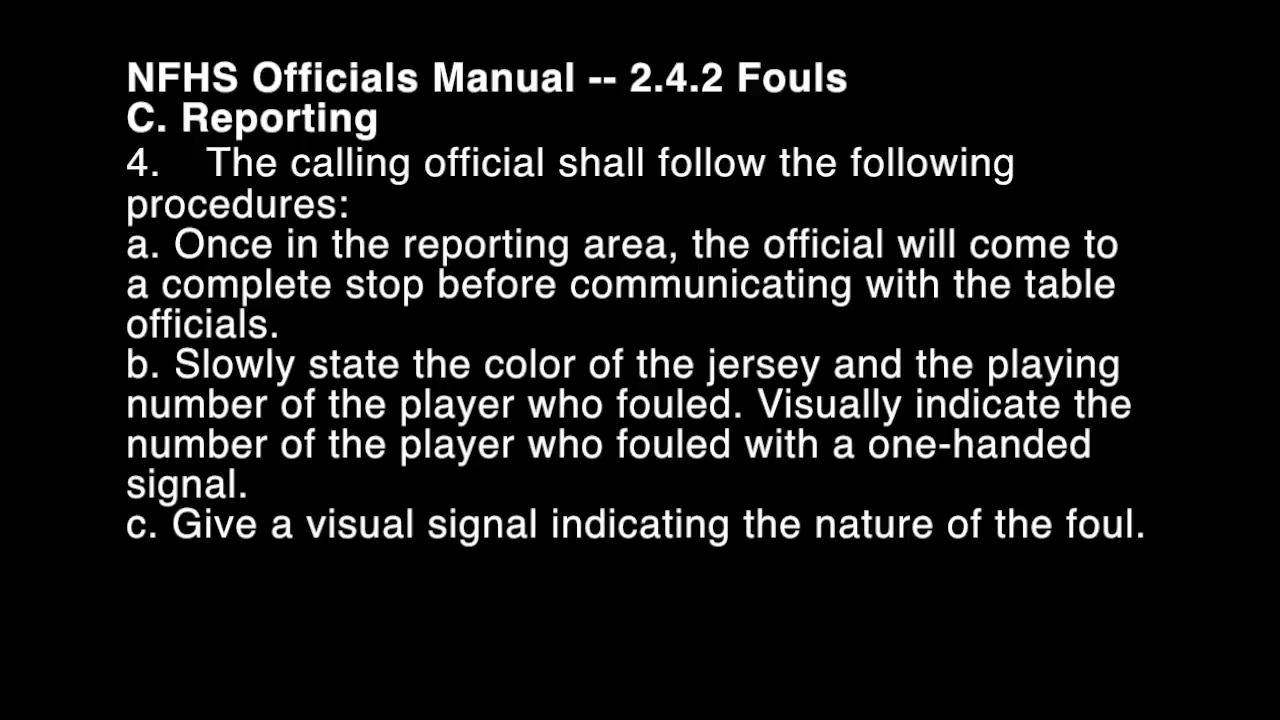 NFHS Officials Manual -- 2.4.2 Fouls
C. Reporting
4. The calling official shall follow the following
procedures:
a. Once in the reporting area, the official will come to
a complete stop before communicating with the table
officials.
b. Slowly state the color of the jersey and the playing
number of the player who fouled. Visually indicate the
number of the player who fouled with a one-handed
signal.
c. Give a visual signal indicating the nature of the foul.